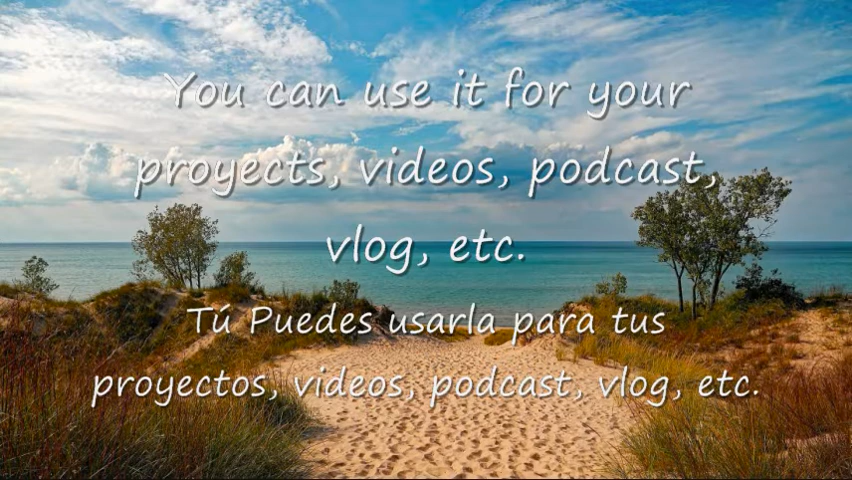 You can use it for your
proyects, videos, podcast,
vlog, etc.
Tú Puedes usarla para tus
proyectos, videos, podcast, vlog, etc.